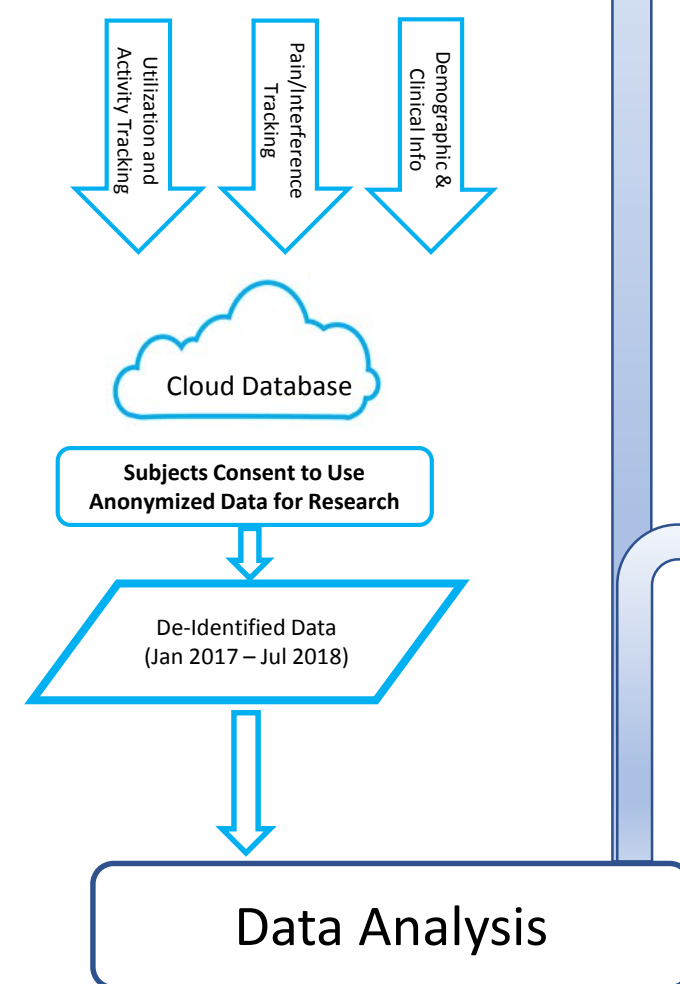 Utilization and
Activity Tracking
Pain/Interference
Tracking
Demographic &
Clinical Info
Cloud Database
Subjects Consent to Use
Anonymized Data for Research
De-Identified Data
(Jan 2017 – Jul 2018)
Data Analysis